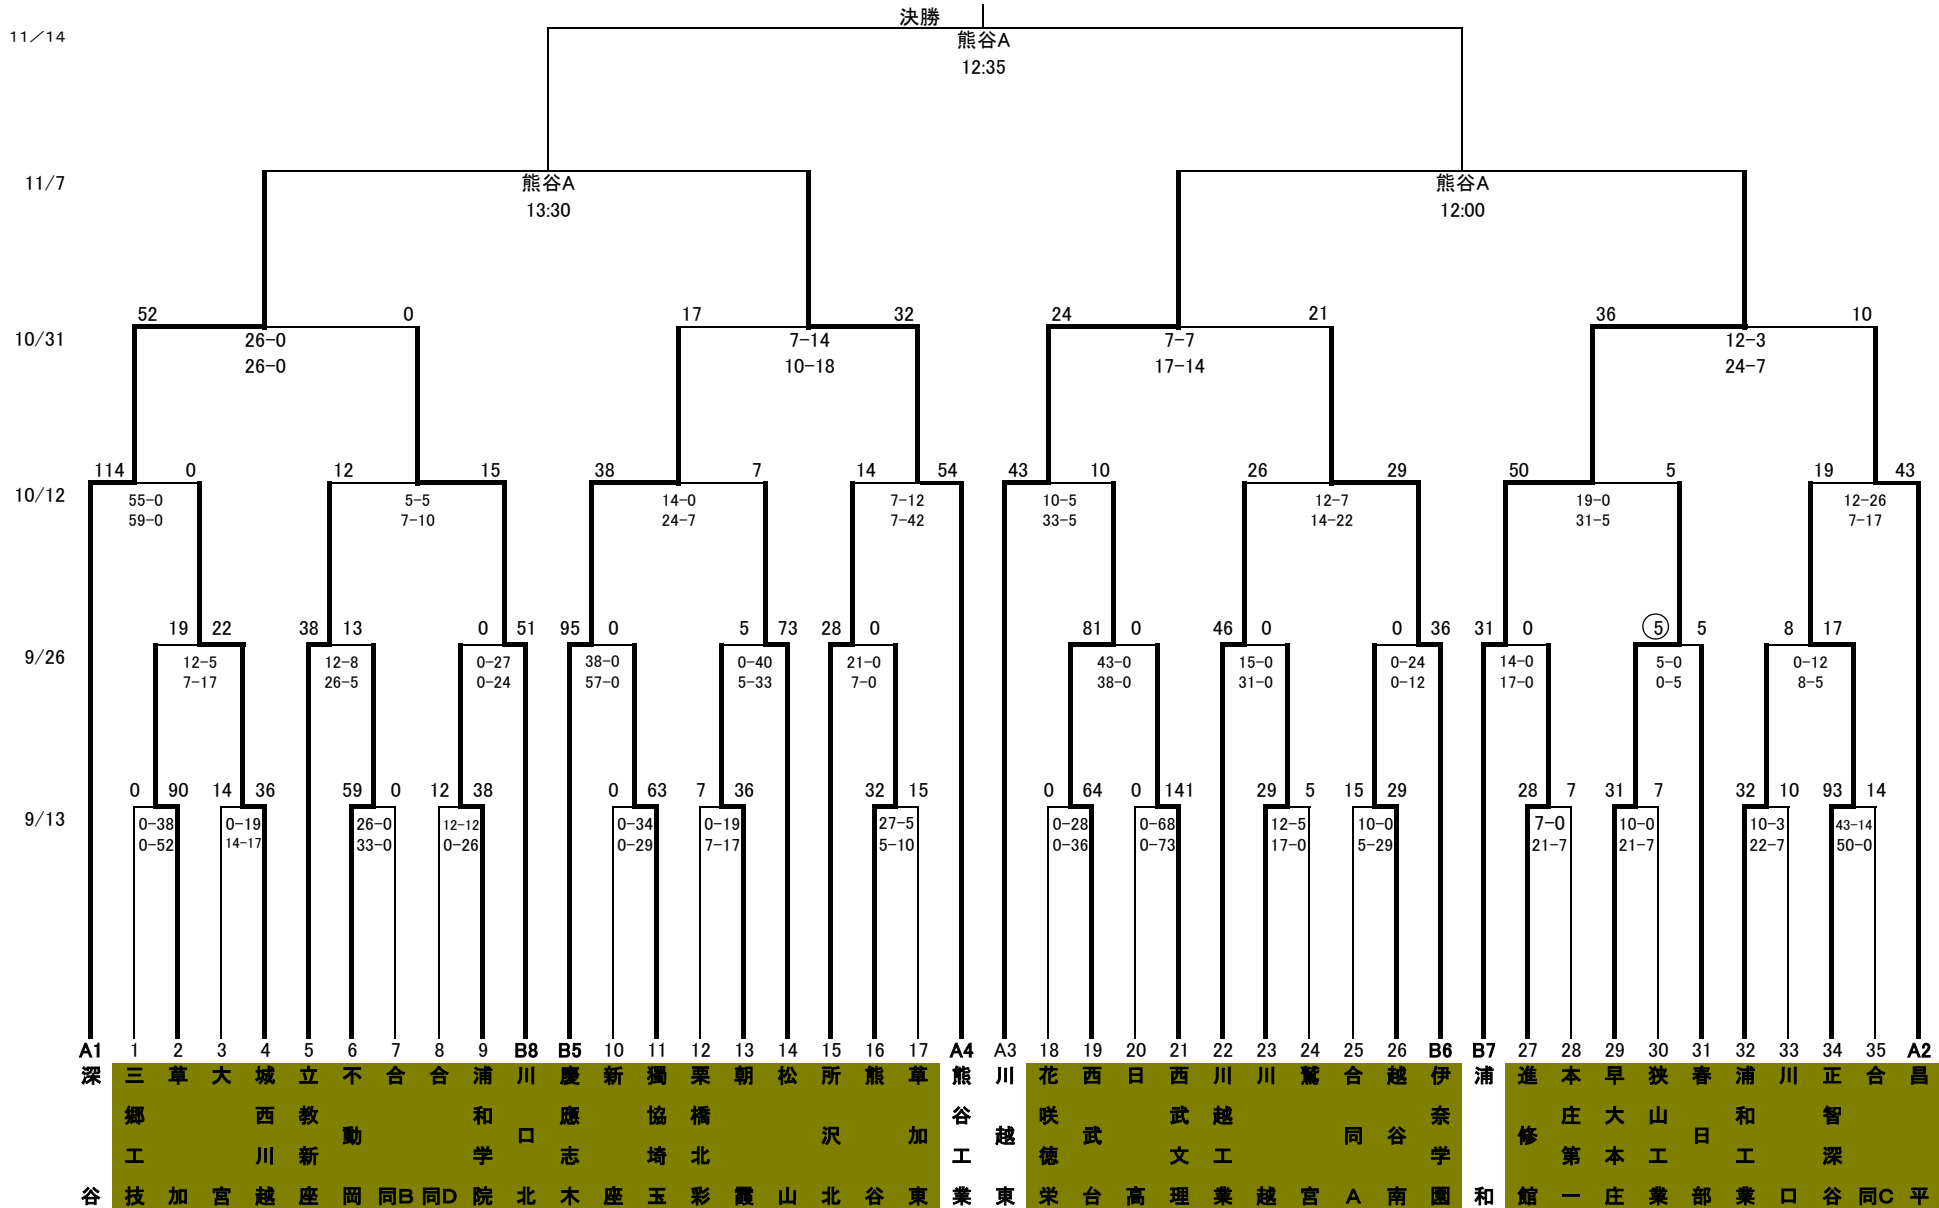 決勝
11／14
熊谷A
12:35
11/7
熊谷A 熊谷A
13:30 12:00
52 0 17 32 24 21 36 10
10/31
26-0 7-14 7-7 12-3
26-0 10-18 17-14 24-7
114 0 12 15 38 7 14 54 43 10 26 29 50 5 19 43
10/12
55-0 5-5 14-0 7-12 10-5 12-7 19-0 12-26
59-0 7-10 24-7 7-42 33-5 14-22 31-5 7-17
19 22 38 13 0 51 95 0 5 73 28 0 81 0 46 0 0 36 31 0 5 5 8 17
9/26
12-5 12-8 0-27 38-0 0-40 21-0 43-0 15-0 0-24 14-0 5-0 0-12
7-17 26-5 0-24 57-0 5-33 7-0 38-0 31-0 0-12 17-0 0-5 8-5
0 90 14 36 59 0 12 38 0 63 7 36 32 15 0 64 0 141 29 5 15 29 28 7 31 7 32 10 93 14
9/13
0-38 0-19 26-0 12-12 0-34 0-19 27-5 0-28 0-68 12-5 10-0 7-0 10-0 10-3 43-14
0-52 14-17 33-0 0-26 0-29 7-17 5-10 0-36 0-73 17-0 5-29 21-7 21-7 22-7 50-0
A1 1 2 3 4 5 6 7 8 9 B8 B5 10 11 12 13 14 15 16 17 A4 A3 18 19 20 21 22 23 24 25 26 B6 B7 27 28 29 30 31 32 33 34 35 A2
深谷
三郷工技
草加
大宮
城西川越
立教新座
不動岡
合同B
合同D
浦和学院
川口北
慶應志木
新座
獨協埼玉
栗橋北彩
朝霞
松山
所沢北
熊谷
草加東
熊谷工業
川越東
花咲徳栄
西武台
日高
西武文理
川越工業
川越
鷲宮
合同A
越谷南
伊奈学園
浦和
進修館
本庄第一
早大本庄
狭山工業
春日部
浦和工業
川口
正智深谷
合同C
昌平